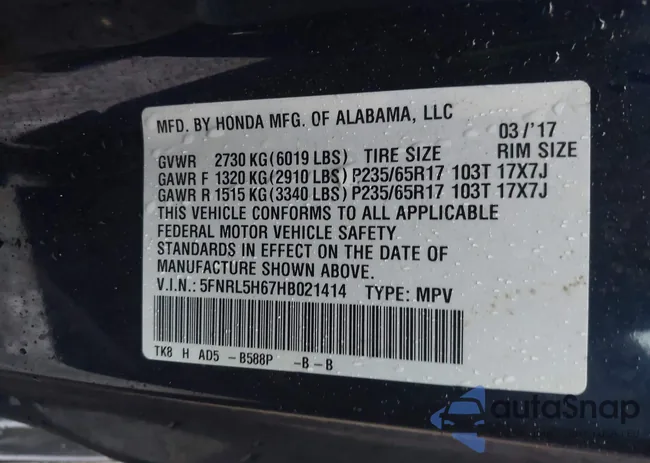 MFD. BY HONDA MFG. OF ALABAMA, LLC
03/'17
GVWR 2730 KG(6019 LBS) TIRE SIZE RIM SIZE
GAWR F 1320 KG(2910 LBS) P235/65R17 103T 17X7J
GAWR R 1515 KG(3340 LBS) P235/65R17 103T 17X7J
THIS VEHICLE CONFORMS TO ALL APPLICABLE
FEDERAL MOTOR VEHICLE SAFETY
STANDARDS IN EFFECT ON THE DATE OF
MANUFACTURE SHOWN ABOVE.
V.I.N.: 5FNRL5H67HB021414 TYPE: MPV
TK8 H AD5 -B588P -B-B
autoSnap